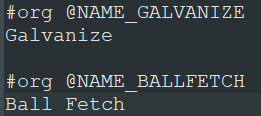 #org @NAME_GALVANIZE
Galvanize

#org @NAME_BALLFETCH
Ball Fetch